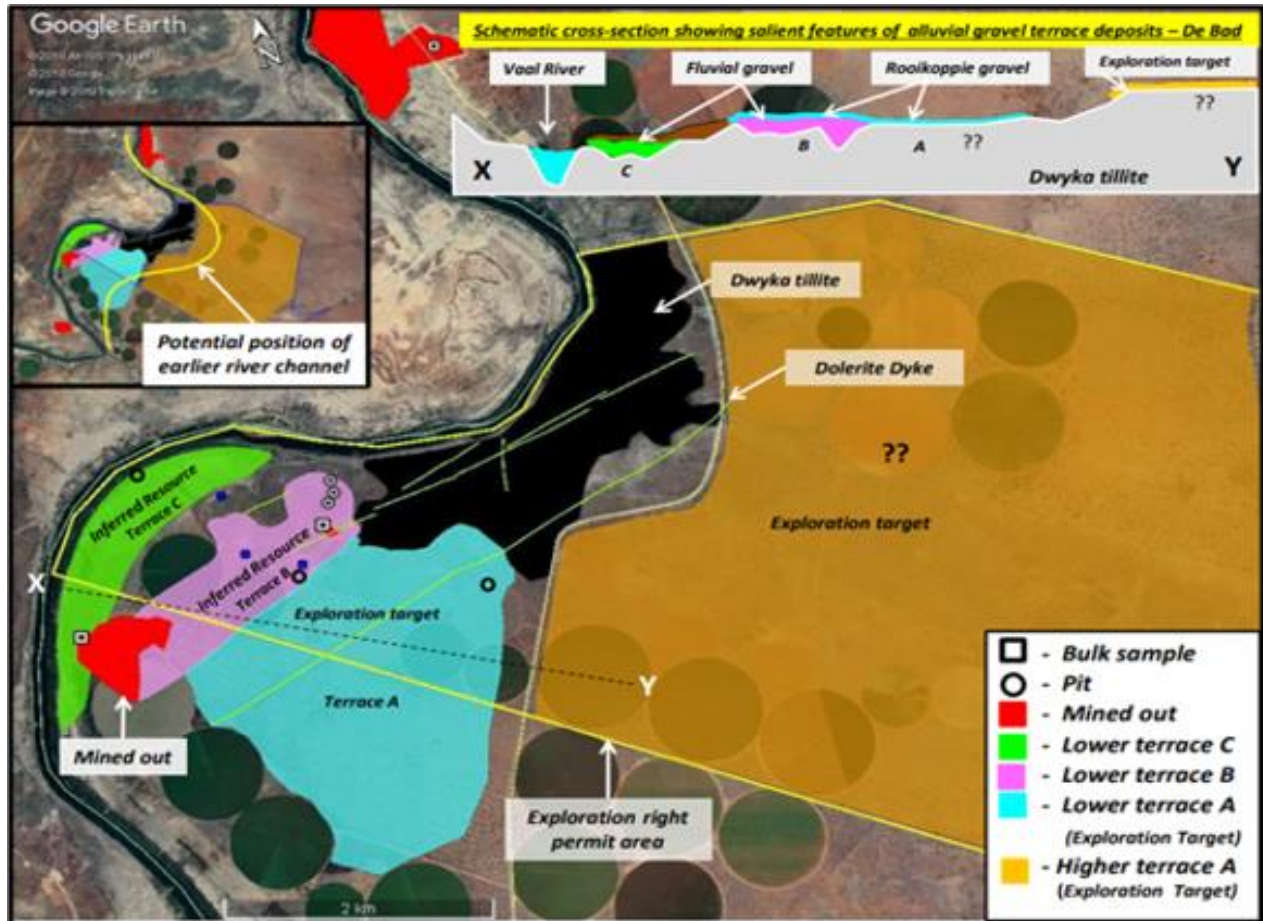 Google Earth
Schematic cross-section showing salient features of alluvial gravel terrace deposits – De Bad
Vaal River
Fluvial gravel
Rooikoppie gravel
Exploration target
??
X
C
B
A
??
Y
Dwyka tillite
N
Potential position of
earlier river channel
Dwyka tillite
Dolerite Dyke
??
Exploration target
Inferred Resource
Terrace C
Inferred Resource
Terrace B
X
Exploration target
Y
Terrace A
Mined out
Exploration right
permit area
2 km
- Bulk sample
- Pit
- Mined out
- Lower terrace C
- Lower terrace B
- Lower terrace A
(Exploration Target)
- Higher terrace A
(Exploration Target)